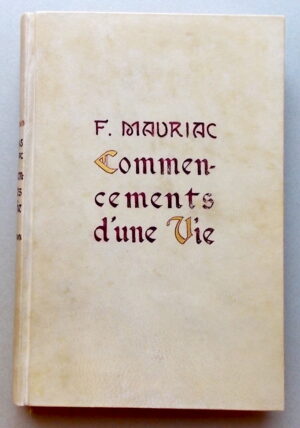 F. MAURIAC
Commen-
cements
d'une Vie